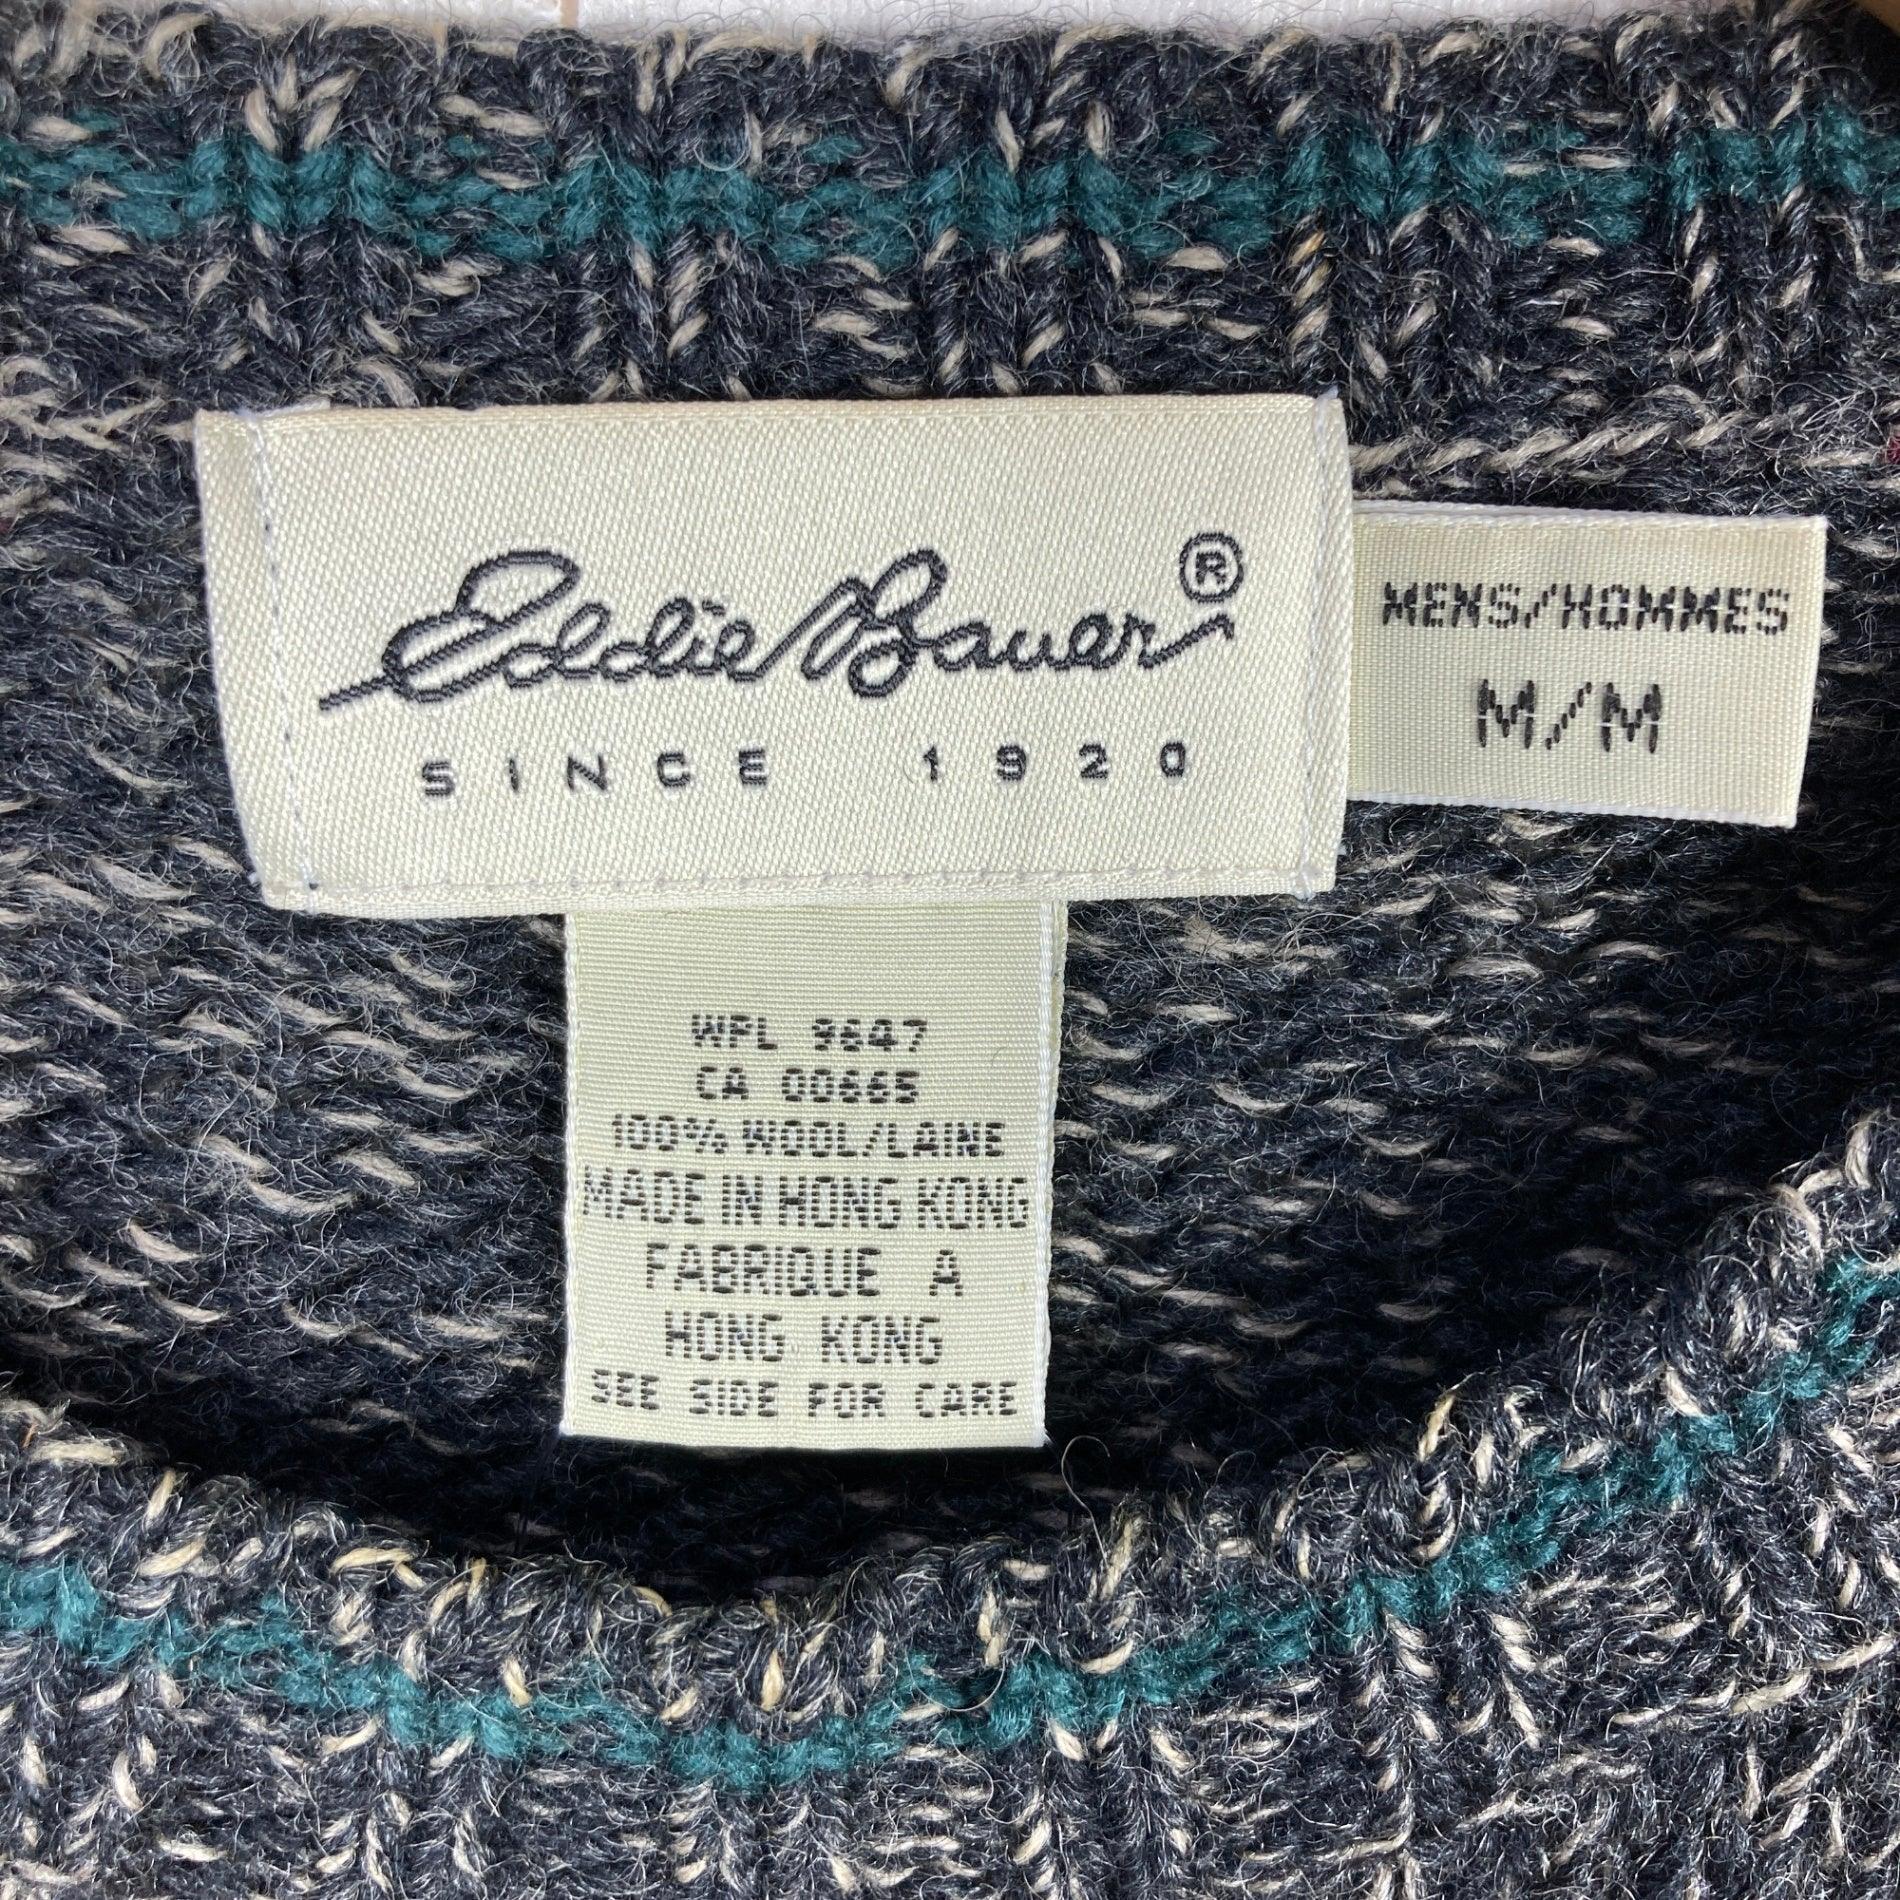 Eddie Bauer®
SINCE 1920
MENS/HOMMES
M/M
WPL 9647
CA 00665
100% WOOL/LAINE
MADE IN HONG KONG
FABRIQUE A
HONG KONG
SEE SIDE FOR CARE